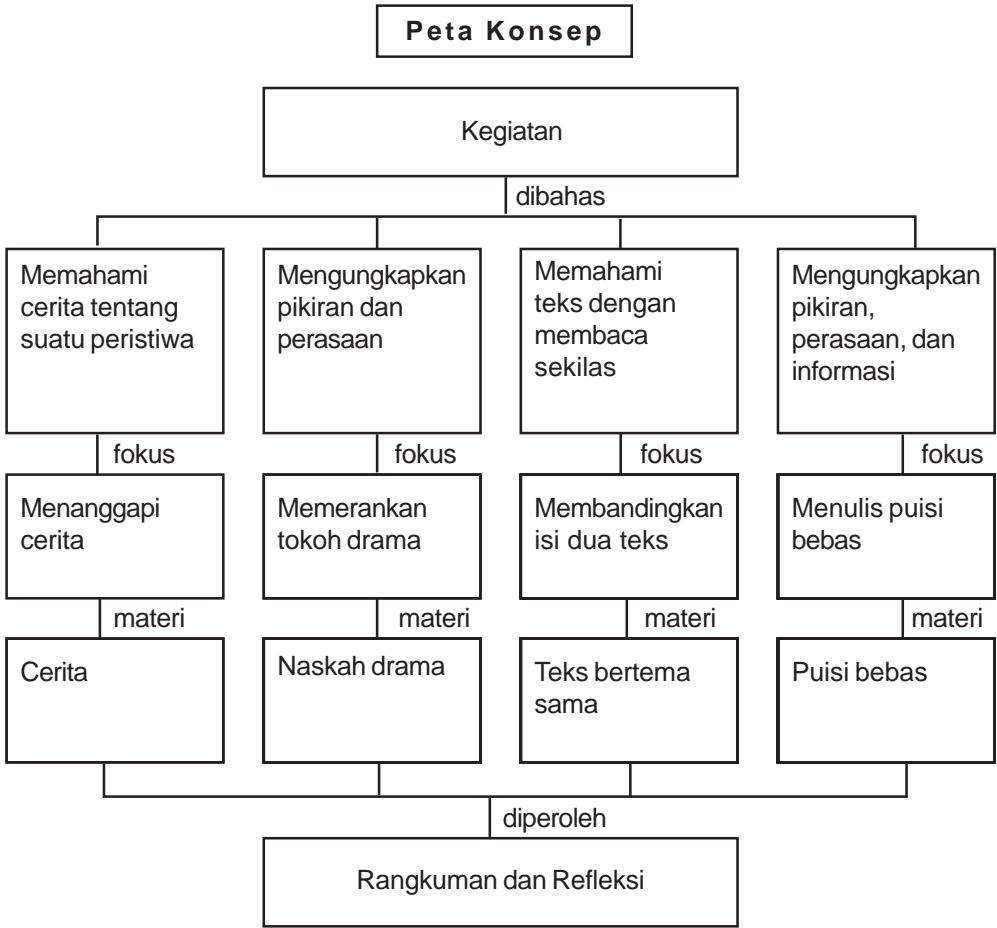 Peta Konsep
Kegiatan
dibahas
Memahami
cerita tentang
suatu peristiwa
Mengungkapkan
pikiran dan
perasaan
Memahami
teks dengan
membaca
sekilas
Mengungkapkan
pikiran,
perasaan, dan
informasi
fokus
fokus
fokus
fokus
Menanggapi
cerita
Memerankan
tokoh drama
Membandingkan
isi dua teks
Menulis puisi
bebas
materi
materi
materi
materi
Cerita
Naskah drama
Teks bertema
sama
Puisi bebas
diperoleh
Rangkuman dan Refleksi